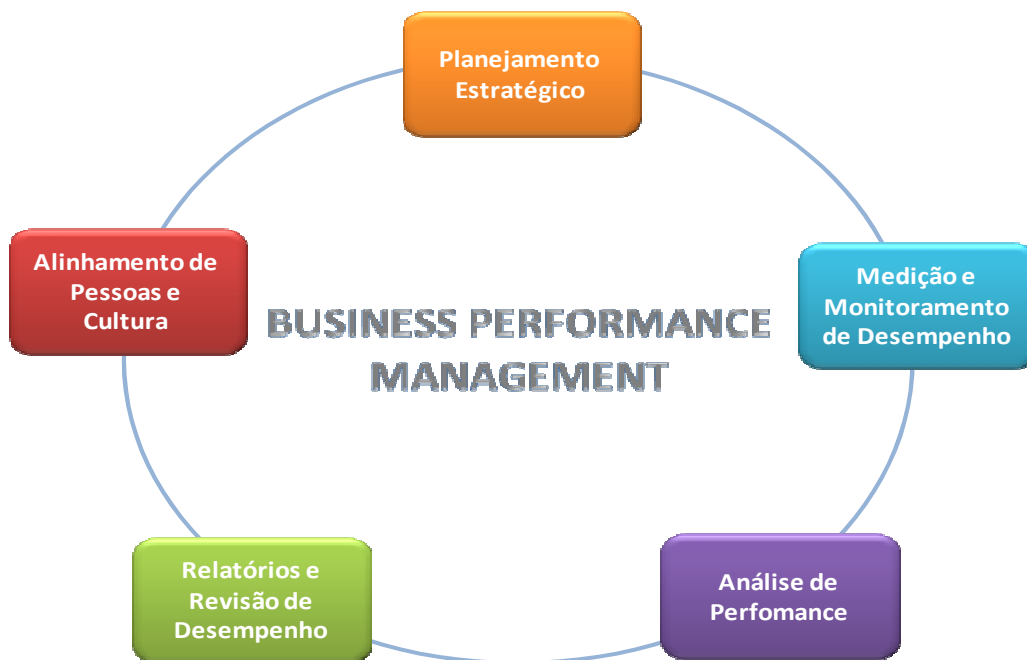 Planejamento
Estratégico
Alinhamento de
Pessoas e
Cultura
BUSINESS PERFORMANCE
MANAGEMENT
Medição e
Monitoramento
de Desempenho
Relatórios e
Revisão de
Desempenho
Análise de
Perfomance